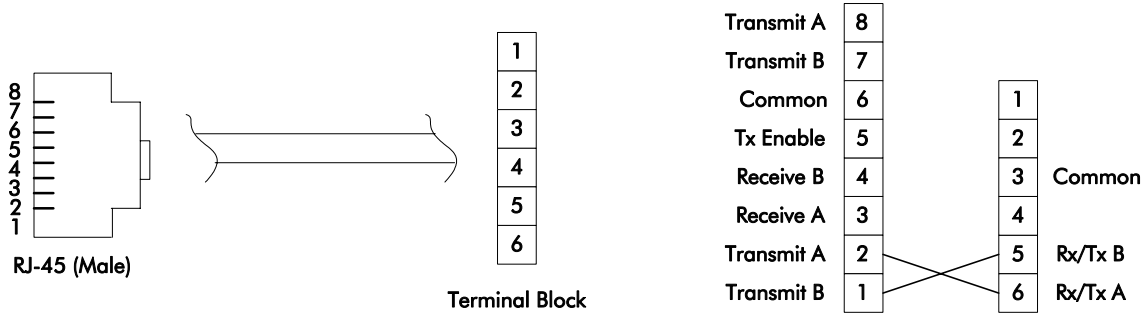 8
7
6
5
4
3
2
1
RJ-45 (Male)
1
2
3
4
5
6
Terminal Block
Transmit A 8
Transmit B 7
Common 6
Tx Enable 5
Receive B 4
Receive A 3
Transmit A 2
Transmit B 1
1
2
3 Common
4
5 Rx/Tx B
6 Rx/Tx A